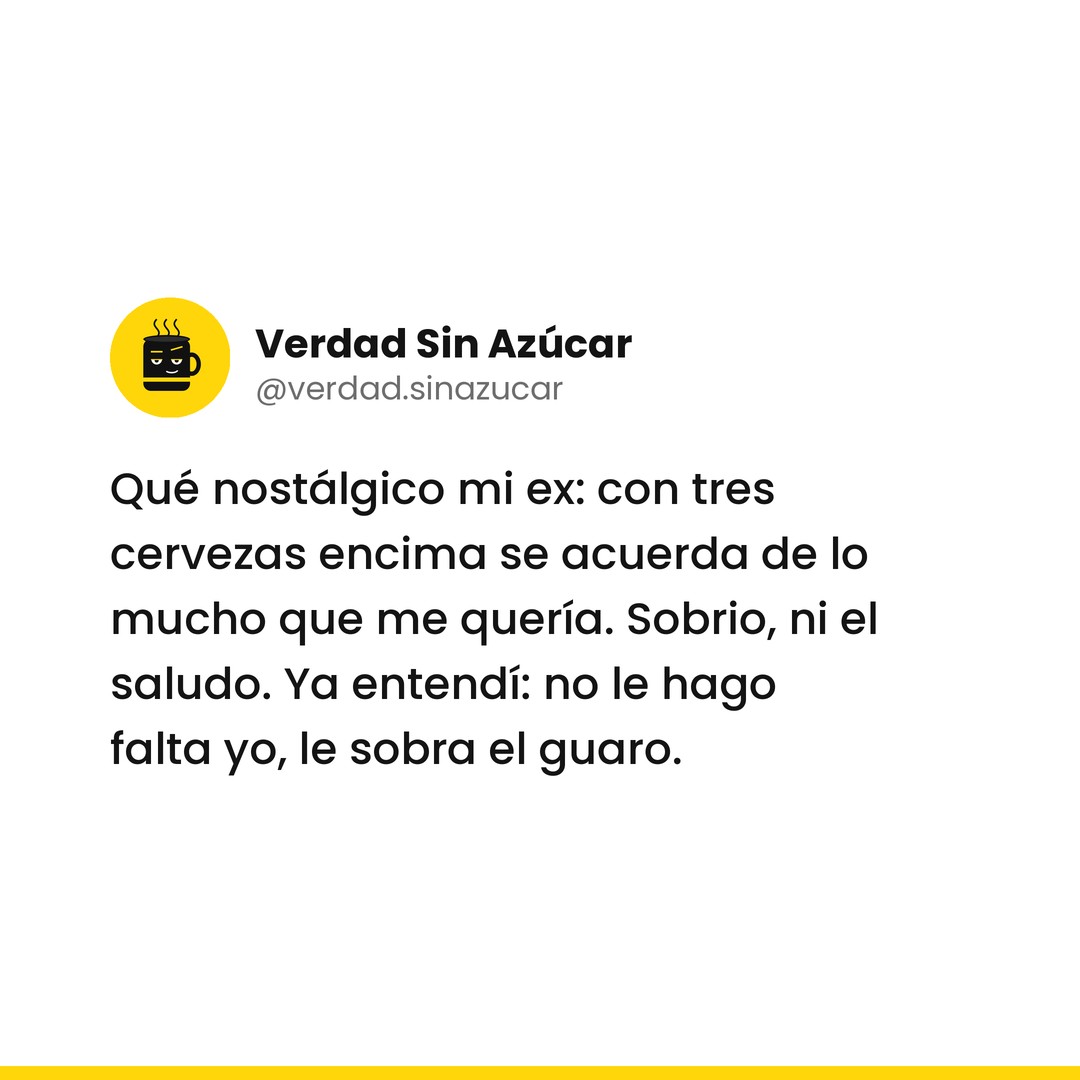 Verdad Sin Azúcar
@verdad.sinazucar
Qué nostálgico mi ex: con tres
cervezas encima se acuerda de lo
mucho que me quería. Sobrio, ni el
saludo. Ya entendí: no le hago
falta yo, le sobra el guaro.